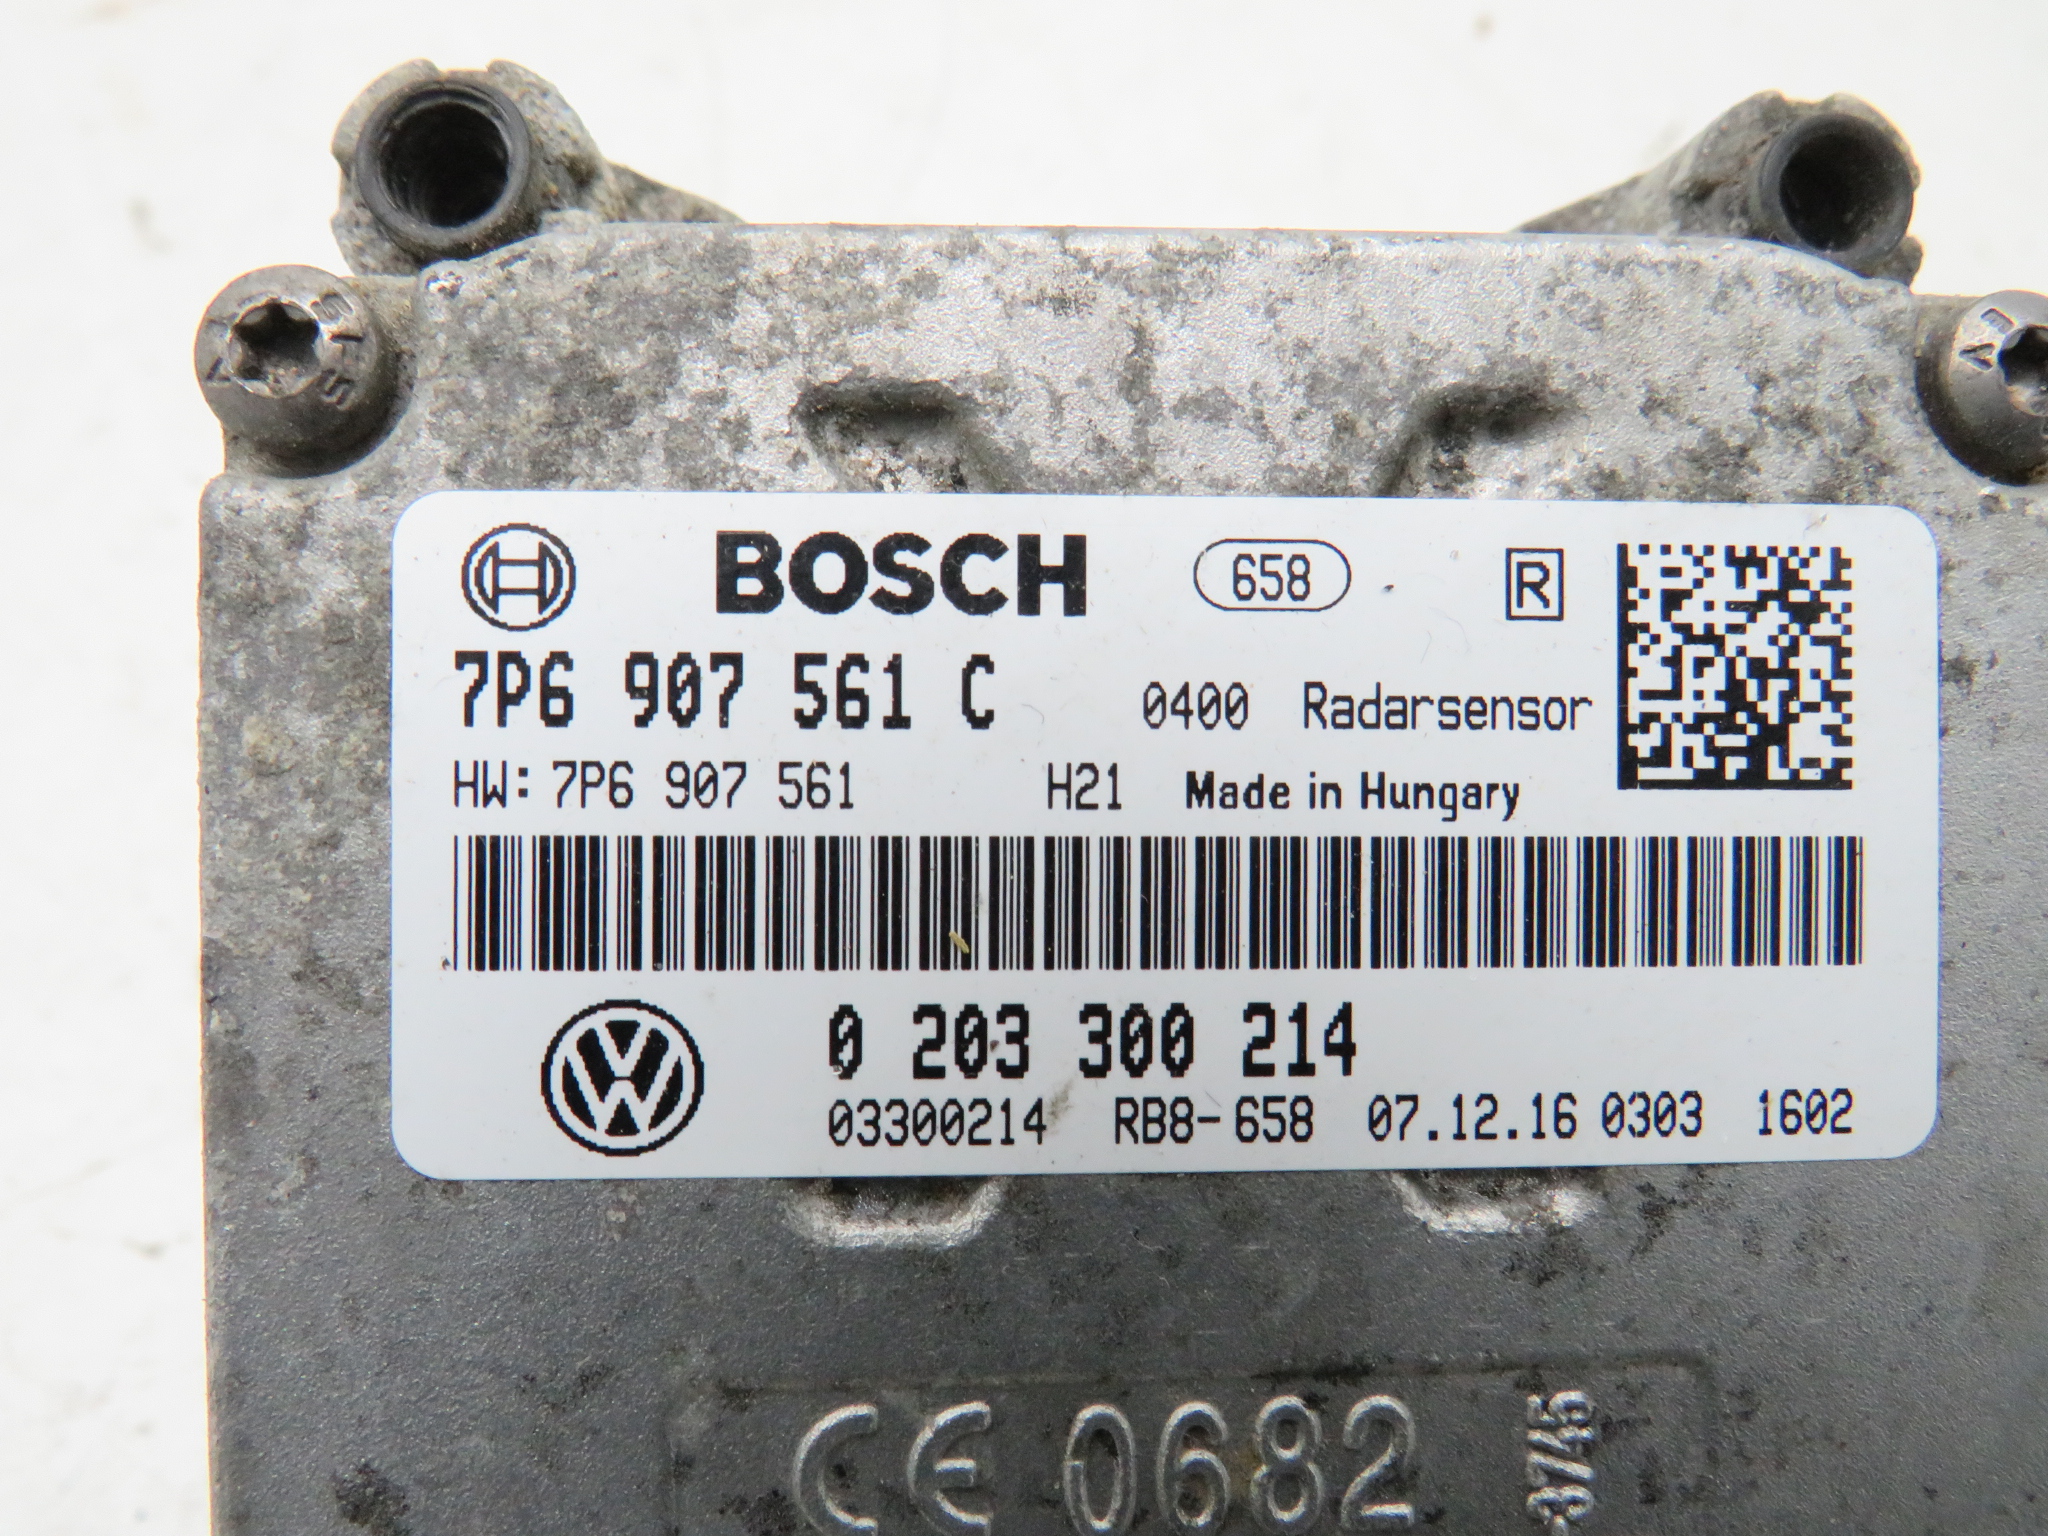 BOSCH 658 R
7P6 907 561 C 0400 Radarsensor
HW: 7P6 907 561 H21 Made in Hungary
0 203 300 214
03300214 RB8-658 07.12.16 0303 1602
CE 0682
3745